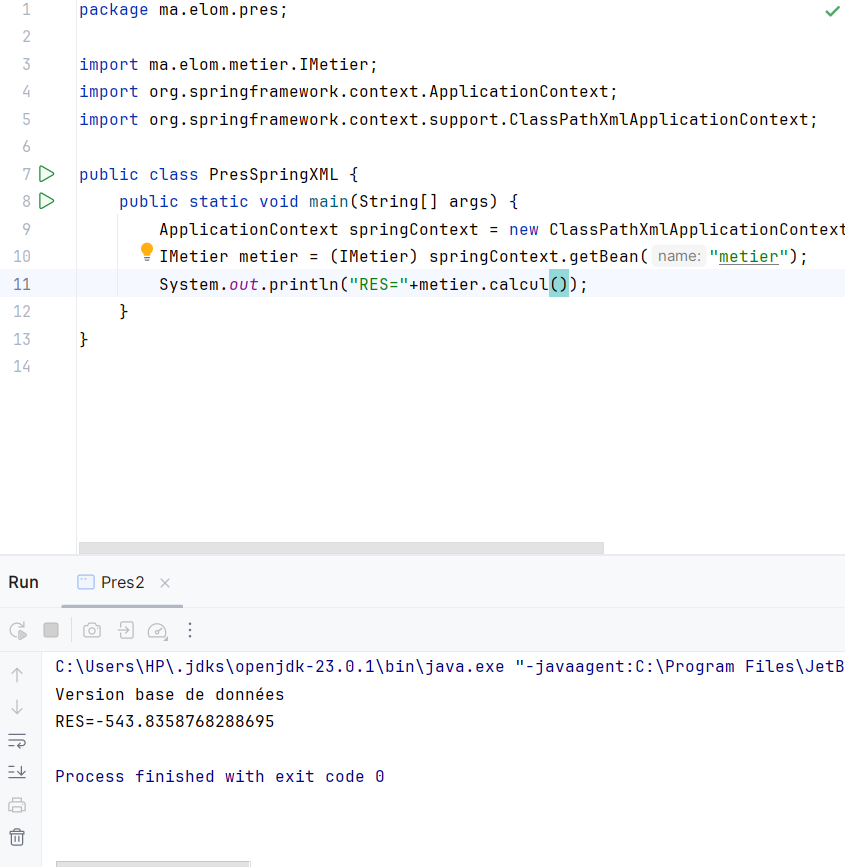 1 package ma.elom.pres;
2
3 import ma.elom.metier.IMetier;
4 import org.springframework.context.ApplicationContext;
5 import org.springframework.context.support.ClassPathXmlApplicationContext;
6
7 public class PresSpringXML {
8     public static void main(String[] args) {
9         ApplicationContext springContext = new ClassPathXmlApplicationContext
10         IMetier metier = (IMetier) springContext.getBean( name: "metier");
11         System.out.println("RES="+metier.calcul());
12     }
13 }
14
Run Pres2
C:\Users\HP\.jdks\openjdk-23.0.1\bin\java.exe "-javaagent:C:\Program Files\JetB
Version base de données
RES=-543.8358768288695
Process finished with exit code 0